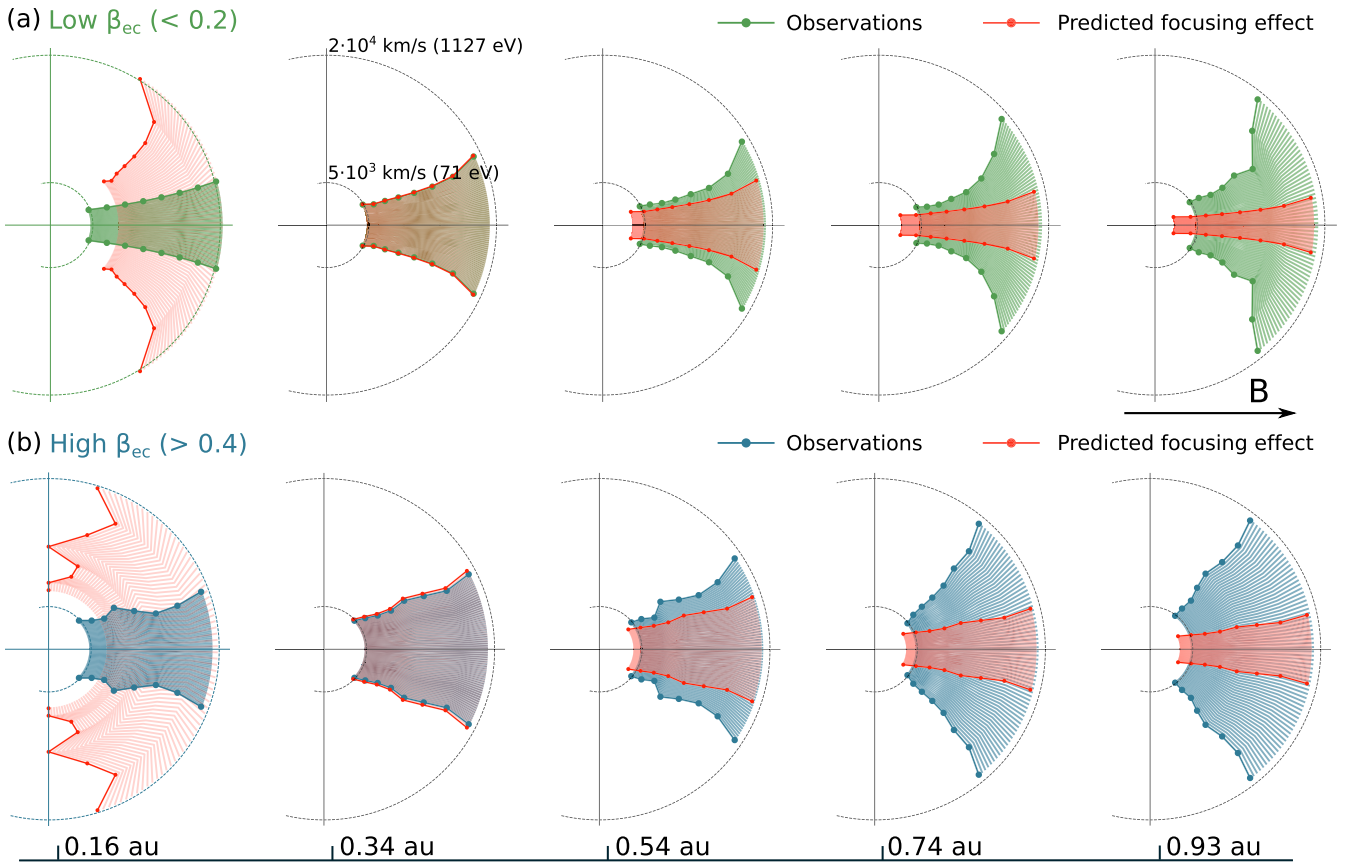 (a) Low βec (< 0.2)
Observations
Predicted focusing effect
2·10⁴ km/s (1127 eV)
5·10³ km/s (71 eV)
B
(b) High βec (> 0.4)
Observations
Predicted focusing effect
0.16 au
0.34 au
0.54 au
0.74 au
0.93 au